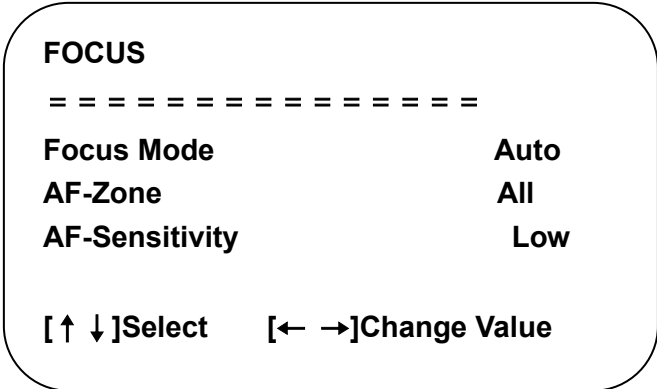 FOCUS
= = = = = = = = = = = = = = =
Focus Mode Auto
AF-Zone All
AF-Sensitivity Low
[↑ ↓]Select [← →]Change Value